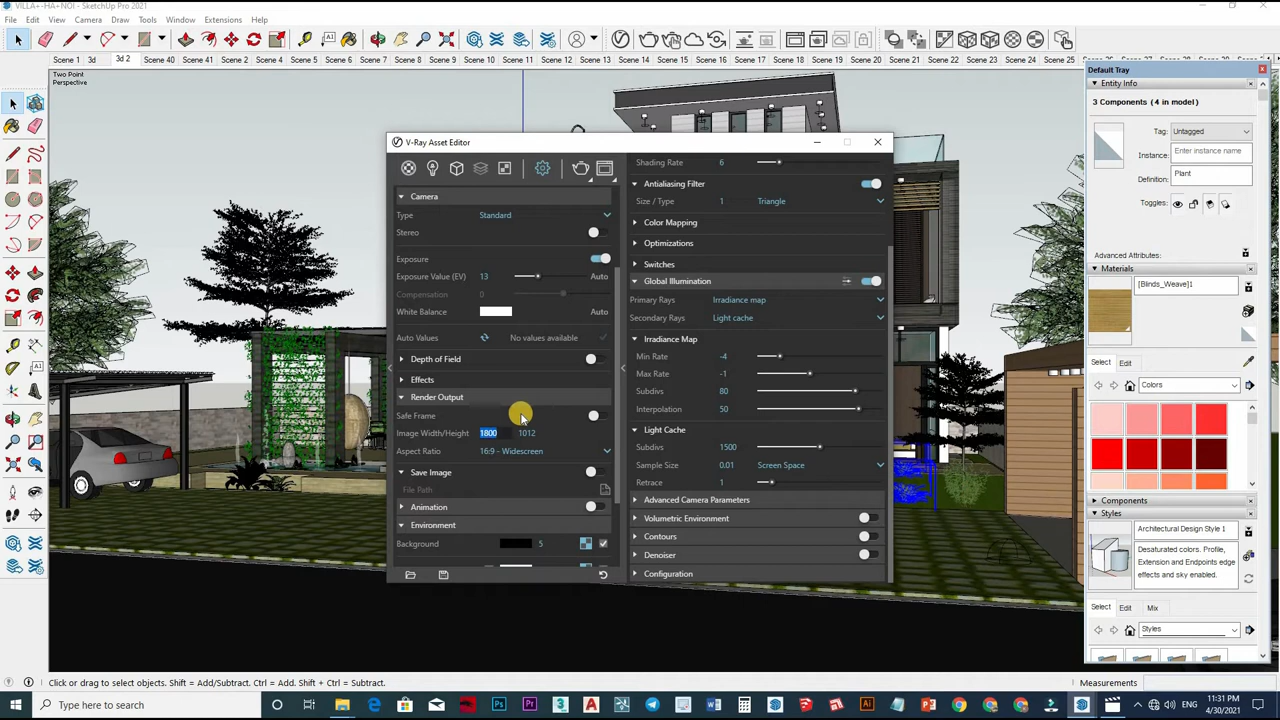 VILLA+-HA+NOI - SketchUp Pro 2021
File Edit View Camera Draw Tools Window Extensions Help
Scene 1 3d 3d 2 Scene 40 Scene 41 Scene 2 Scene 4 Scene 3 Scene 5 Scene 6 Scene 7 Scene 8 Scene 9 Scene 10 Scene 11 Scene 12 Scene 13 Scene 14 Scene 15 Scene 16 Scene 17 Scene 18 Scene 19 Scene 20 Scene 21 Scene 22 Scene 23 Scene 24 Scene 25
Two Point
Perspective
V-Ray Asset Editor
Camera
Type Standard
Stereo
Exposure
Exposure Value (EV) 13 Auto
Compensation 0
White Balance Auto
Auto Values No values available
Depth of Field
Effects
Render Output
Safe Frame
Image Width/Height 1800 1012
Aspect Ratio 16:9 - Widescreen
Save Image
File Path
Animation
Environment
Background 5
Shading Rate 6
Antialiasing Filter
Size / Type 1 Triangle
Color Mapping
Optimizations
Switches
Global Illumination
Primary Rays Irradiance map
Secondary Rays Light cache
Irradiance Map
Min Rate -4
Max Rate -1
Subdivs 80
Interpolation 50
Light Cache
Subdivs 1500
Sample Size 0.01 Screen Space
Retrace 1
Advanced Camera Parameters
Volumetric Environment
Contours
Denoiser
Configuration
Default Tray
Entity Info
3 Components (4 in model)
Tag: Untagged
Instance: Enter instance name
Definition: Plant
Toggles:
Advanced Attributes:
Materials
[Blinds_Weave]1
Select Edit
Colors
Components
Styles
Architectural Design Style 1
Desaturated colors. Profile,
Extension and Endpoints edge
effects and sky enabled.
Select Edit Mix
Styles
Click or drag to select objects. Shift = Add/Subtract. Ctrl = Add. Shift + Ctrl = Subtract.
Measurements
Type here to search
11:31 PM
4/30/2021